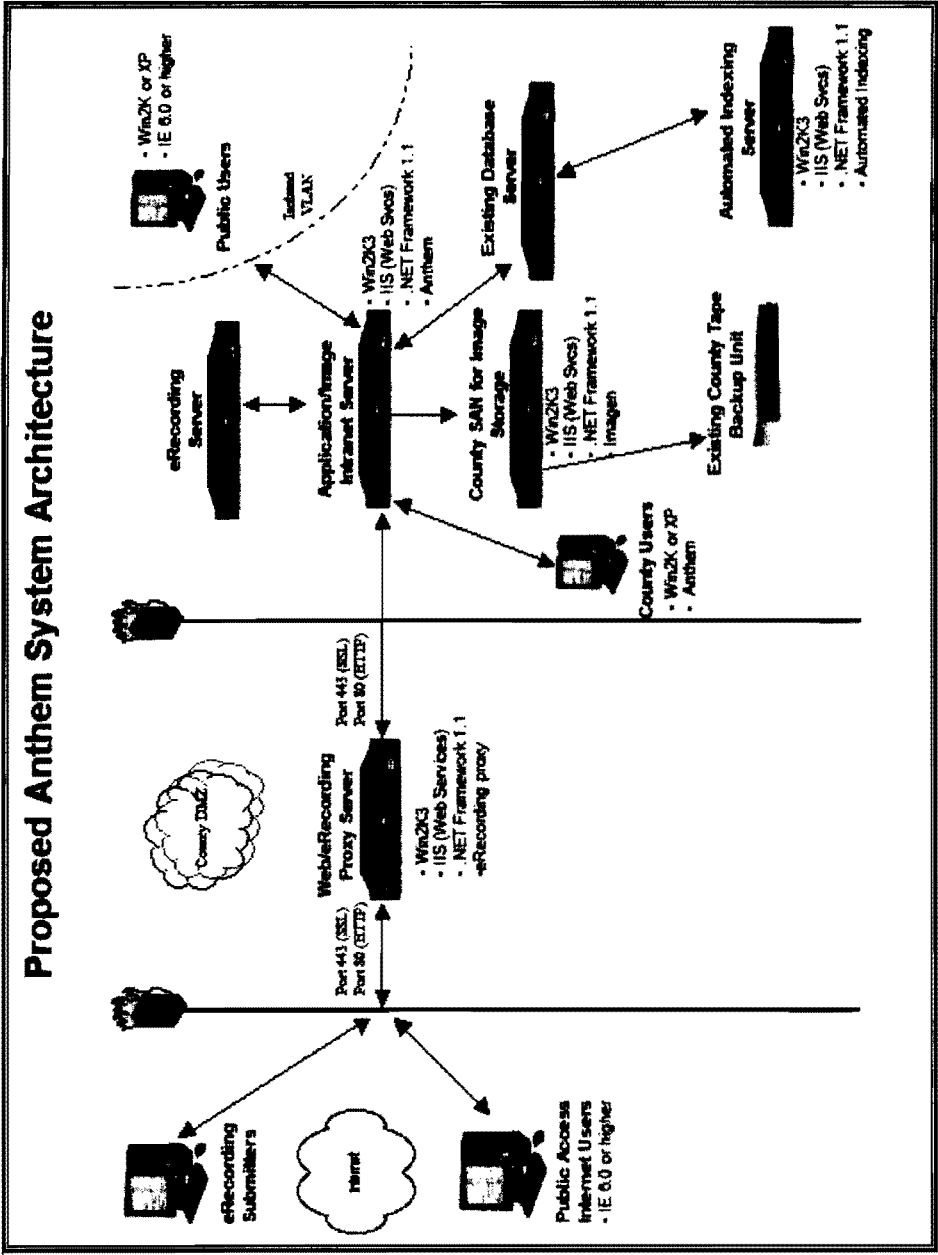 Proposed Anthem System Architecture
eRecording
Submitters
Internet
Public Access
Internet Users
· IE 6.0 or higher
Port 443 (SSL)
Port 80 (HTTP)
County DMZ
Web/eRecording
Proxy Server
· Win2K3
· IIS (Web Services)
· .NET Framework 1.1
·eRecording proxy
Port 443 (SSL)
Port 80 (HTTP)
eRecording
Server
Application/Image
Intranet Server
· Win2K3
· IIS (Web Svcs)
· .NET Framework 1.1
· Anthem
Public Users
· Win2K or XP
· IE 6.0 or higher
VLAN
County SAN for Image
Storage
· Win2K3
· IIS (Web Svcs)
· .NET Framework 1.1
· Imagen
Existing Database
Server
County Users
· Win2K or XP
· Anthem
Existing County Tape
Backup Unit
Automated Indexing
Server
· Win2K3
· IIS (Web Svcs)
· .NET Framework 1.1
· Automated Indexing